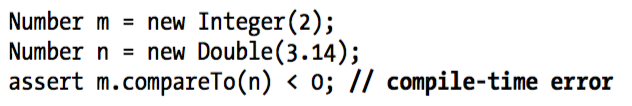 Number m = new Integer(2);
Number n = new Double(3.14);
assert m.compareTo(n) < 0; // compile-time error